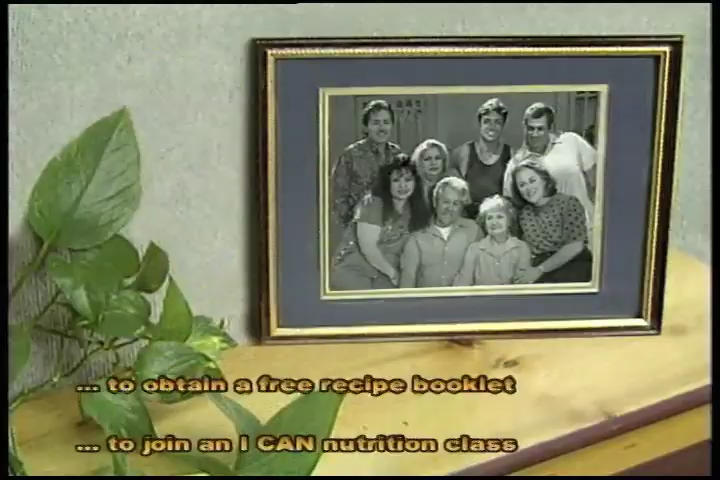 ... to obtain a free recipe booklet
... to join an I CAN nutrition class